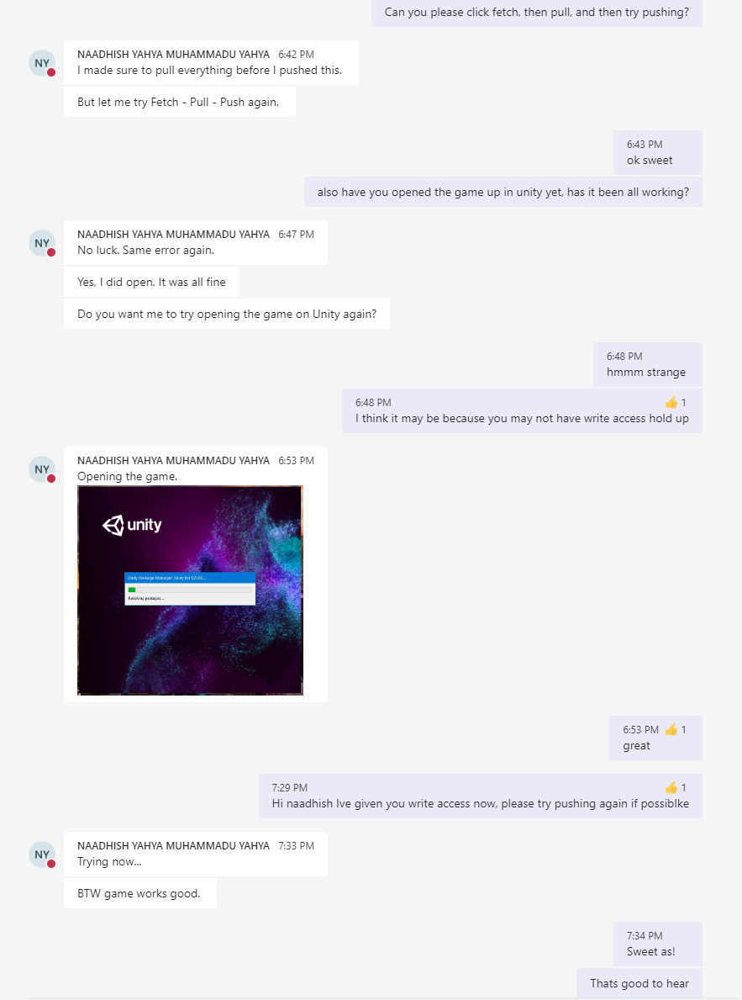 Can you please click fetch, then pull, and then try pushing?
NY
NAADHISH YAHYA MUHAMMADU YAHYA 6:42 PM
I made sure to pull everything before I pushed this.
But let me try Fetch - Pull - Push again.
6:43 PM
ok sweet
also have you opened the game up in unity yet, has it been all working?
NY
NAADHISH YAHYA MUHAMMADU YAHYA 6:47 PM
No luck. Same error again.
Yes, I did open. It was all fine
Do you want me to try opening the game on Unity again?
6:48 PM
hmmm strange
6:48 PM 👍 1
I think it may be because you may not have write access hold up
NY
NAADHISH YAHYA MUHAMMADU YAHYA 6:53 PM
Opening the game.
unity
Unity Package Manager (busy for 07:29)...
Resolving packages...
6:53 PM 👍 1
great
7:29 PM 👍 1
Hi naadhish Ive given you write access now, please try pushing again if possiblke
NY
NAADHISH YAHYA MUHAMMADU YAHYA 7:33 PM
Trying now...
BTW game works good.
7:34 PM
Sweet as!
Thats good to hear